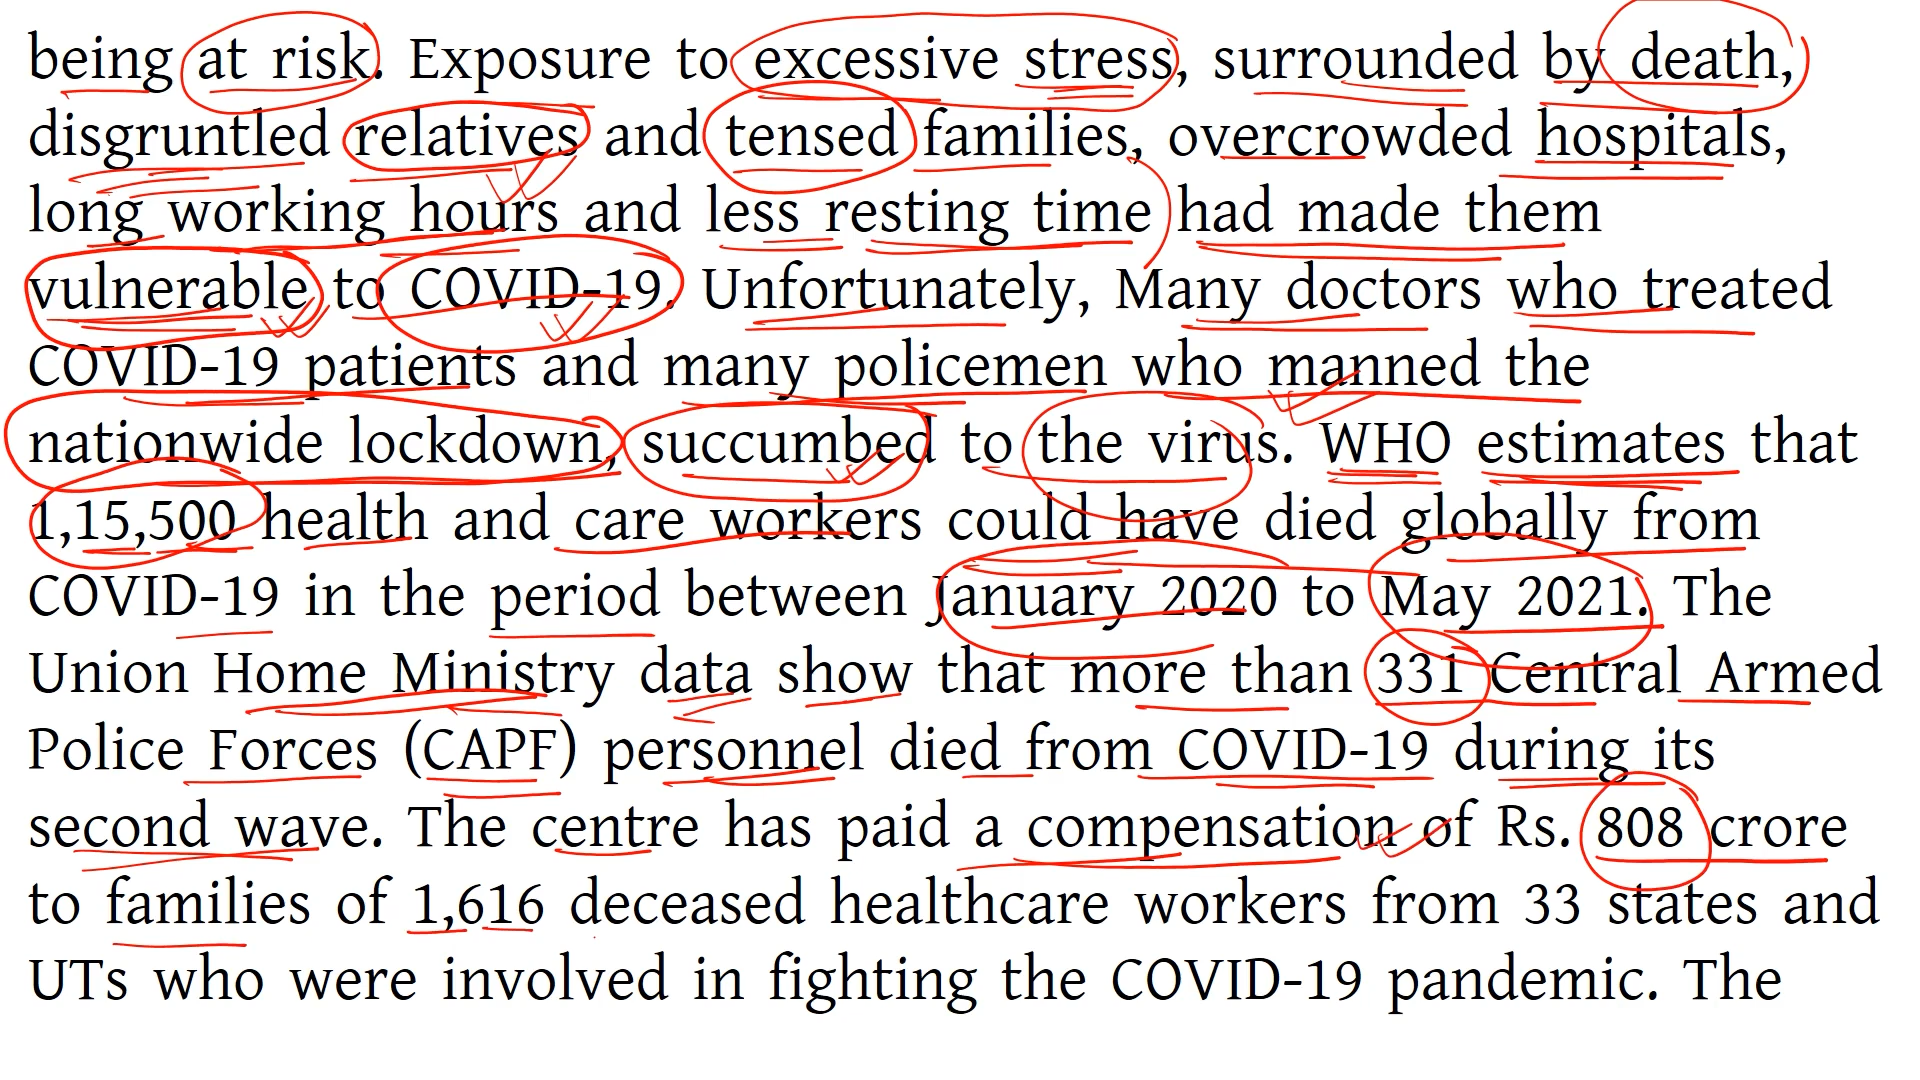 being at risk. Exposure to excessive stress, surrounded by death,
disgruntled relatives and tensed families, overcrowded hospitals,
long working hours and less resting time had made them
vulnerable to COVID-19. Unfortunately, Many doctors who treated
COVID-19 patients and many policemen who manned the
nationwide lockdown, succumbed to the virus. WHO estimates that
1,15,500 health and care workers could have died globally from
COVID-19 in the period between January 2020 to May 2021. The
Union Home Ministry data show that more than 331 Central Armed
Police Forces (CAPF) personnel died from COVID-19 during its
second wave. The centre has paid a compensation of Rs. 808 crore
to families of 1,616 deceased healthcare workers from 33 states and
UTs who were involved in fighting the COVID-19 pandemic. The